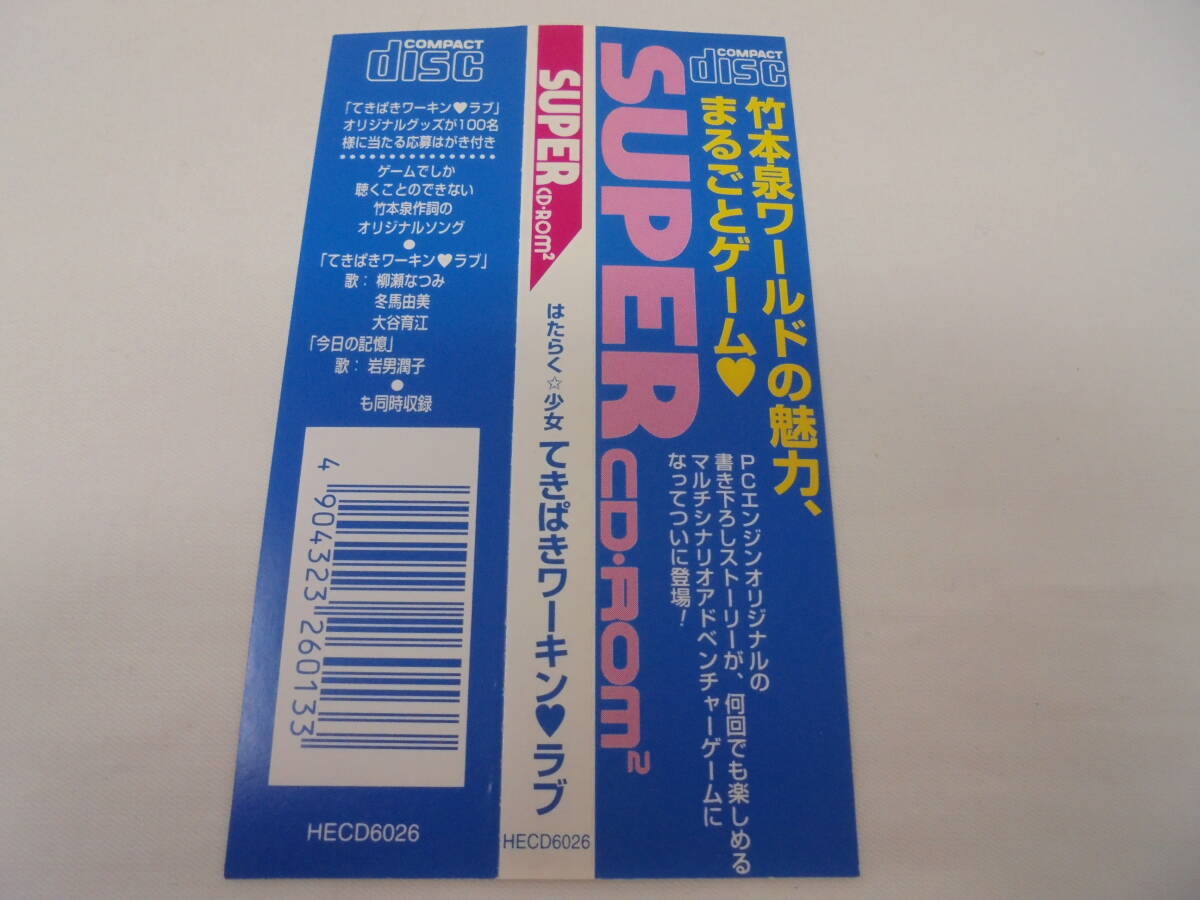 COMPACT
disc
「てきぱきワーキン♥ラブ」
オリジナルグッズが100名
様に当たる応募はがき付き
ゲームでしか
聴くことのできない
竹本泉作詞の
オリジナルソング
●
「てきぱきワーキン♥ラブ」
歌：柳瀬なつみ
冬馬由美
大谷育江
「今日の記憶」
歌：岩男潤子
●
も同時収録
4 904323 260133
HECD6026
SUPER CD・ROM²
はたらく☆少女 てきぱきワーキン♥ラブ
HECD6026
COMPACT
disc
SUPER CD・ROM²
竹本泉ワールドの魅力、
まるごとゲーム♥
PCエンジンオリジナルの
書き下ろしストーリーが、何回でも楽しめる
マルチシナリオアドベンチャーゲームに
なってついに登場！